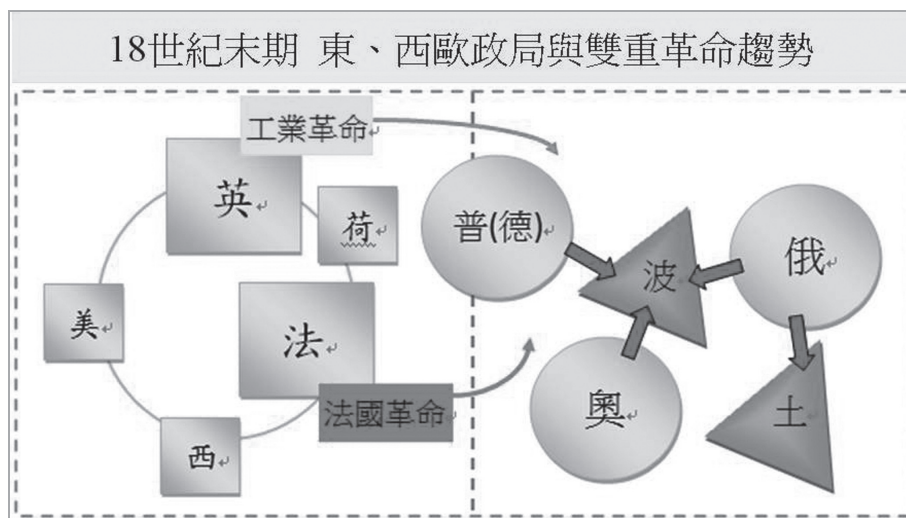 18世紀末期 東、西歐政局與雙重革命趨勢
工業革命
英
荷
美
法
西
法國革命
普(德)
波
俄
奧
土